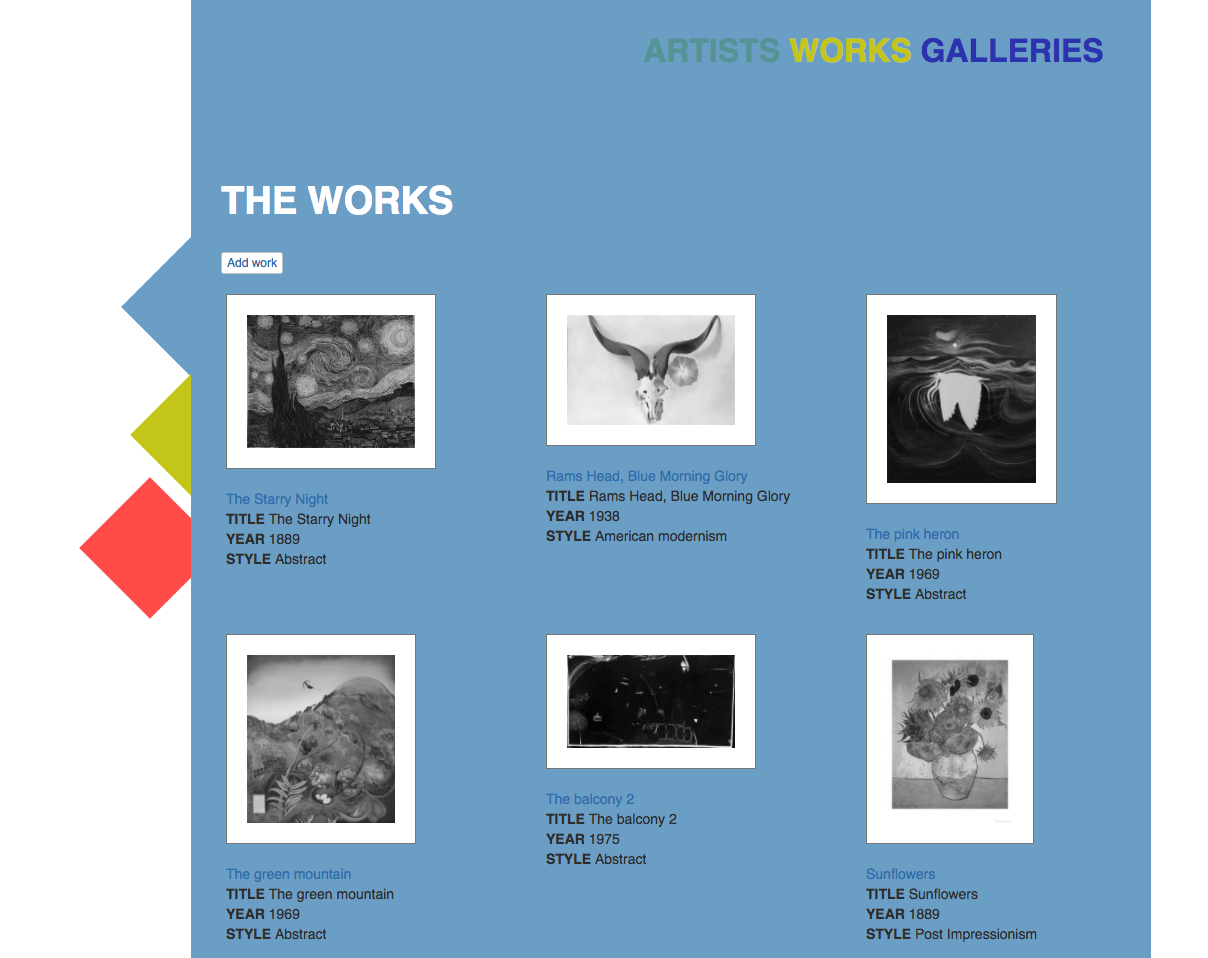 ARTISTS WORKS GALLERIES
THE WORKS
Add work
The Starry Night
TITLE The Starry Night
YEAR 1889
STYLE Abstract
Rams Head, Blue Morning Glory
TITLE Rams Head, Blue Morning Glory
YEAR 1938
STYLE American modernism
The pink heron
TITLE The pink heron
YEAR 1969
STYLE Abstract
The green mountain
TITLE The green mountain
YEAR 1969
STYLE Abstract
The balcony 2
TITLE The balcony 2
YEAR 1975
STYLE Abstract
Sunflowers
TITLE Sunflowers
YEAR 1889
STYLE Post Impressionism